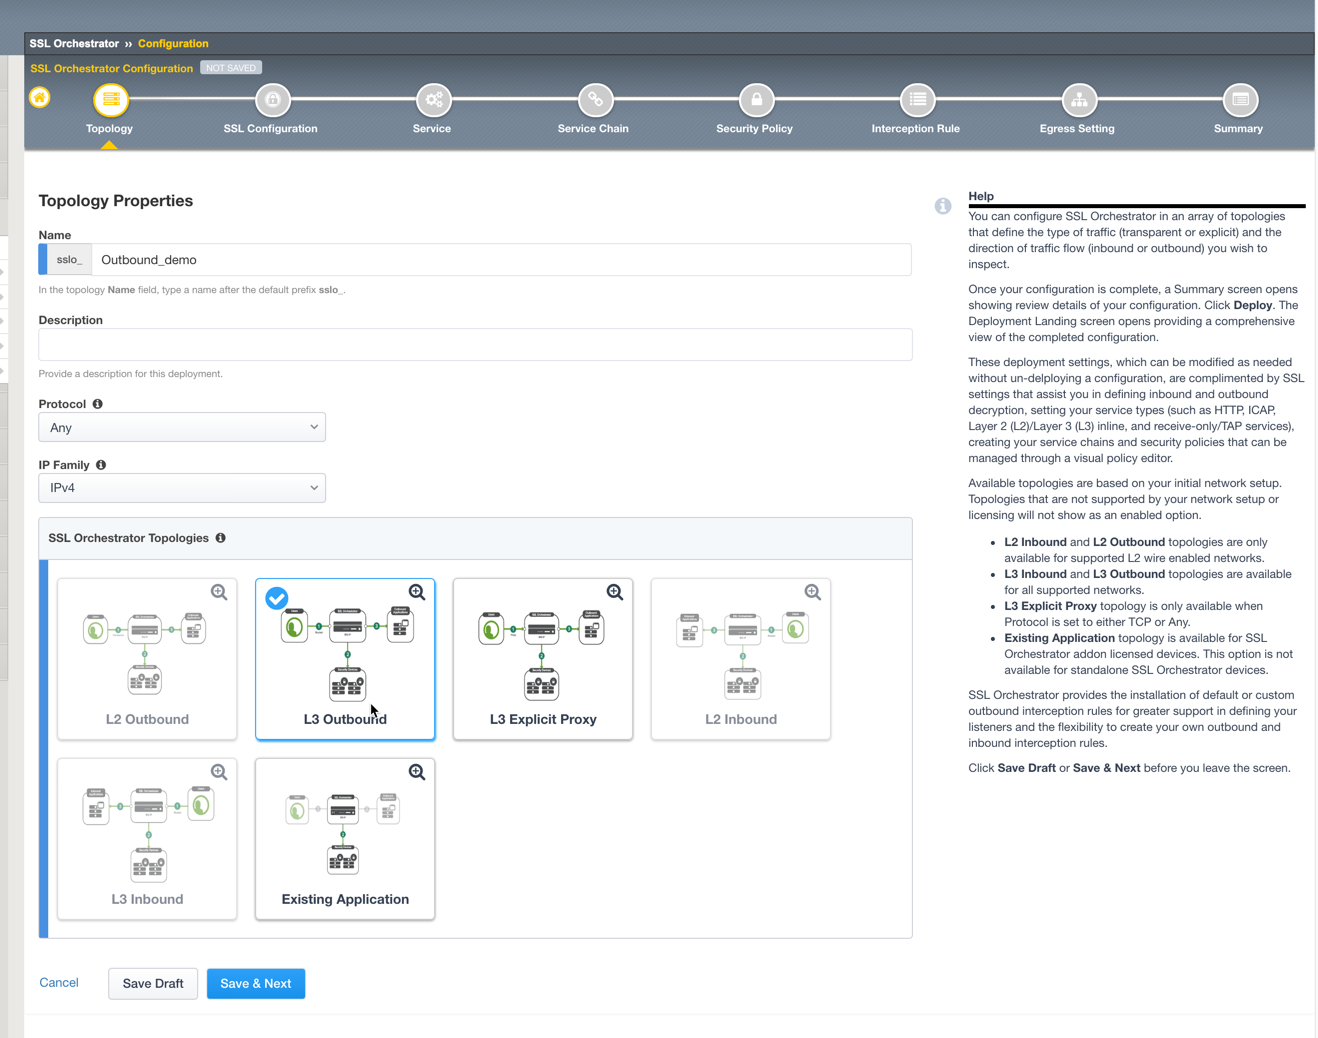 SSL Orchestrator ›› Configuration
SSL Orchestrator Configuration NOT SAVED
Topology SSL Configuration Service Service Chain Security Policy Interception Rule Egress Setting Summary
Topology Properties
Name
sslo_ Outbound_demo
In the topology Name field, type a name after the default prefix sslo_.
Description
Provide a description for this deployment.
Protocol
Any
IP Family
IPv4
SSL Orchestrator Topologies
L2 Outbound
L3 Outbound
L3 Explicit Proxy
L2 Inbound
L3 Inbound
Existing Application
Cancel Save Draft Save & Next
Help
You can configure SSL Orchestrator in an array of topologies
that define the type of traffic (transparent or explicit) and the
direction of traffic flow (inbound or outbound) you wish to
inspect.
Once your configuration is complete, a Summary screen opens
showing review details of your configuration. Click Deploy. The
Deployment Landing screen opens providing a comprehensive
view of the completed configuration.
These deployment settings, which can be modified as needed
without un-delploying a configuration, are complimented by SSL
settings that assist you in defining inbound and outbound
decryption, setting your service types (such as HTTP, ICAP,
Layer 2 (L2)/Layer 3 (L3) inline, and receive-only/TAP services),
creating your service chains and security policies that can be
managed through a visual policy editor.
Available topologies are based on your initial network setup.
Topologies that are not supported by your network setup or
licensing will not show as an enabled option.
• L2 Inbound and L2 Outbound topologies are only
available for supported L2 wire enabled networks.
• L3 Inbound and L3 Outbound topologies are available
for all supported networks.
• L3 Explicit Proxy topology is only available when
Protocol is set to either TCP or Any.
• Existing Application topology is available for SSL
Orchestrator addon licensed devices. This option is not
available for standalone SSL Orchestrator devices.
SSL Orchestrator provides the installation of default or custom
outbound interception rules for greater support in defining your
listeners and the flexibility to create your own outbound and
inbound interception rules.
Click Save Draft or Save & Next before you leave the screen.